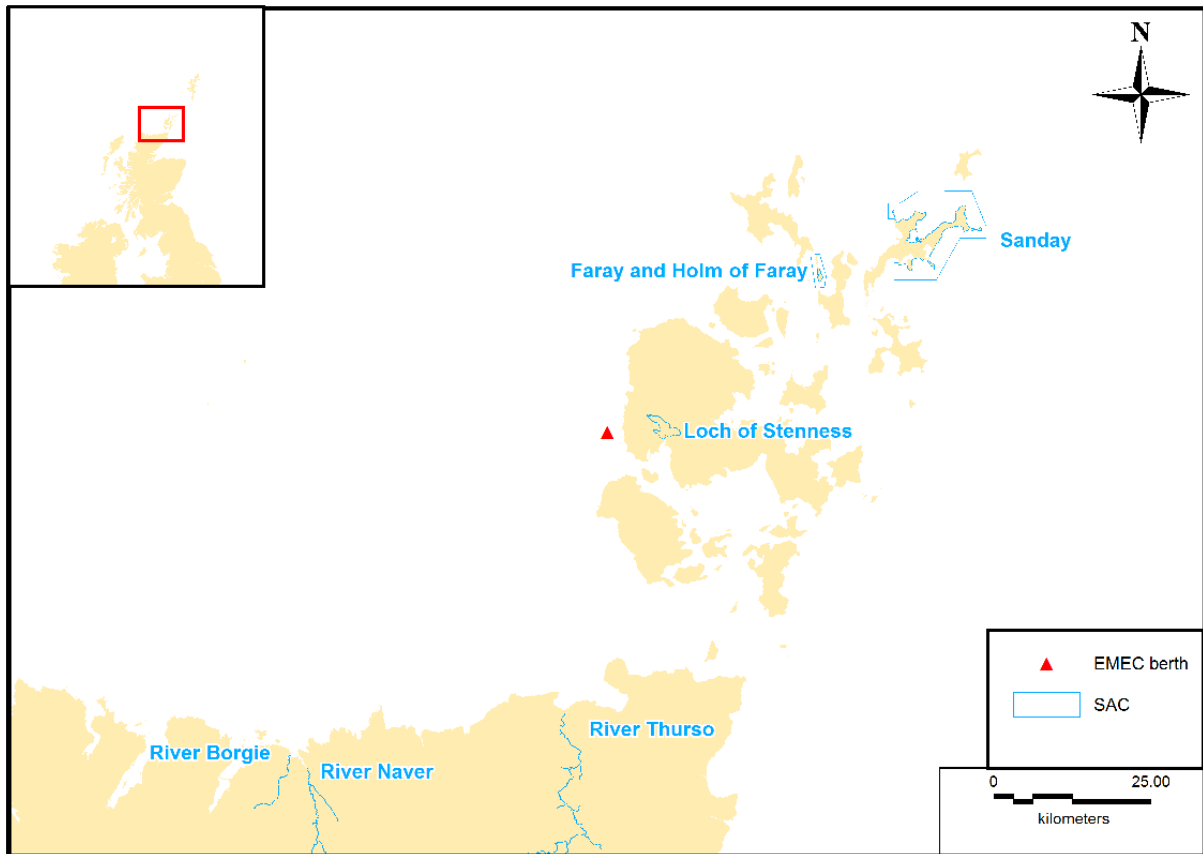 N
Sanday
Faray and Holm of Faray
Loch of Stenness
EMEC berth
SAC
River Thurso
River Borgie
River Naver
0 25.00
kilometers